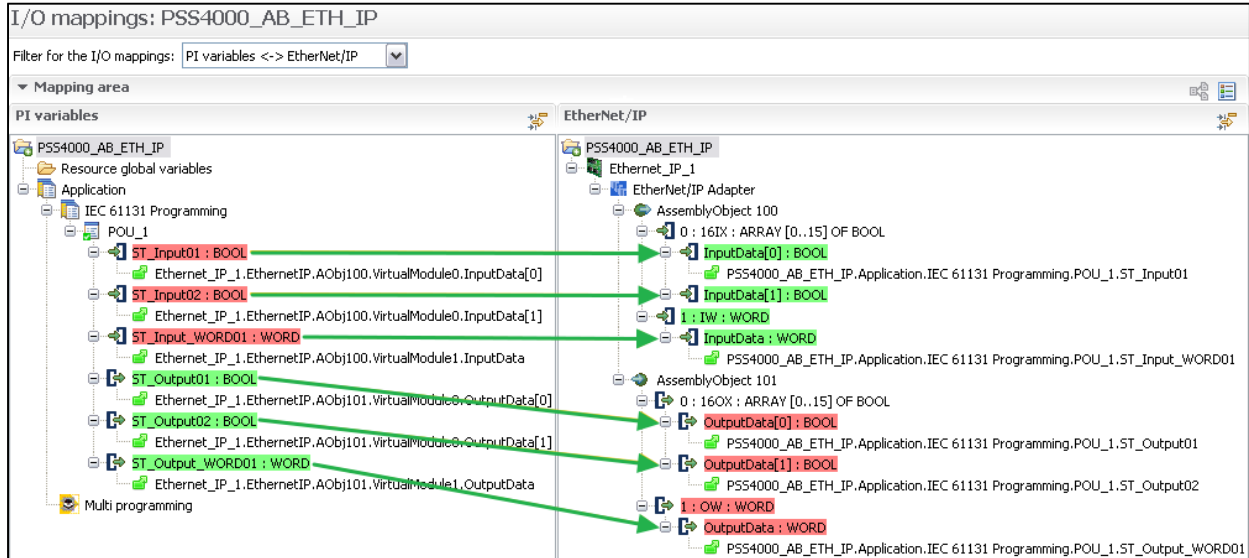 I/O mappings: PSS4000_AB_ETH_IP
Filter for the I/O mappings: PI variables <-> EtherNet/IP
Mapping area
PI variables
PSS4000_AB_ETH_IP
Resource global variables
Application
IEC 61131 Programming
POU_1
ST_Input01 : BOOL
Ethernet_IP_1.EthernetIP.AObj100.VirtualModule0.InputData[0]
ST_Input02 : BOOL
Ethernet_IP_1.EthernetIP.AObj100.VirtualModule0.InputData[1]
ST_Input_WORD01 : WORD
Ethernet_IP_1.EthernetIP.AObj100.VirtualModule1.InputData
ST_Output01 : BOOL
Ethernet_IP_1.EthernetIP.AObj101.VirtualModule0.OutputData[0]
ST_Output02 : BOOL
Ethernet_IP_1.EthernetIP.AObj101.VirtualModule0.OutputData[1]
ST_Output_WORD01 : WORD
Ethernet_IP_1.EthernetIP.AObj101.VirtualModule1.OutputData
Multi programming
EtherNet/IP
PSS4000_AB_ETH_IP
Ethernet_IP_1
EtherNet/IP Adapter
AssemblyObject 100
0 : 16IX : ARRAY [0..15] OF BOOL
InputData[0] : BOOL
PSS4000_AB_ETH_IP.Application.IEC 61131 Programming.POU_1.ST_Input01
InputData[1] : BOOL
1 : IW : WORD
InputData : WORD
PSS4000_AB_ETH_IP.Application.IEC 61131 Programming.POU_1.ST_Input_WORD01
AssemblyObject 101
0 : 16OX : ARRAY [0..15] OF BOOL
OutputData[0] : BOOL
PSS4000_AB_ETH_IP.Application.IEC 61131 Programming.POU_1.ST_Output01
OutputData[1] : BOOL
PSS4000_AB_ETH_IP.Application.IEC 61131 Programming.POU_1.ST_Output02
1 : OW : WORD
OutputData : WORD
PSS4000_AB_ETH_IP.Application.IEC 61131 Programming.POU_1.ST_Output_WORD01